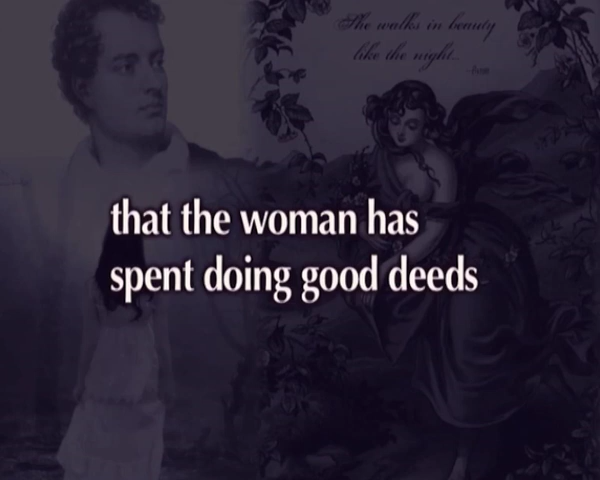 She walks in beauty
like the night...
that the woman has
spent doing good deeds